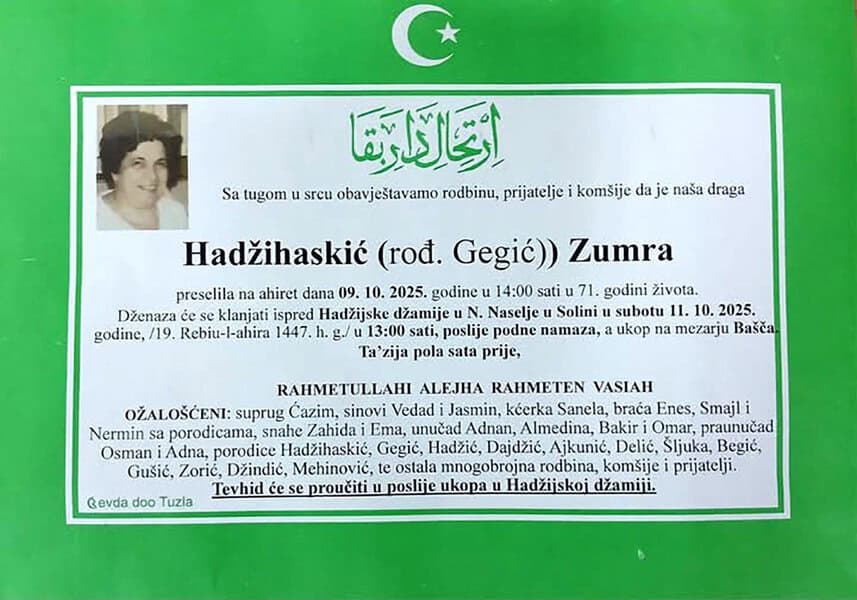 اِرْتِحَالِ دَارِ بَقَا
Sa tugom u srcu obavještavamo rodbinu, prijatelje i komšije da je naša draga
Hadžihaskić (rođ. Gegić)) Zumra
preselila na ahiret dana 09. 10. 2025. godine u 14:00 sati u 71. godini života.
Dženaza će se klanjati ispred Hadžijske džamije u N. Naselje u Solini u subotu 11. 10. 2025.
godine, /19. Rebiu-l-ahira 1447. h. g./ u 13:00 sati, poslije podne namaza, a ukop na mezarju Bašča.
Ta'zija pola sata prije,
RAHMETULLAHI ALEJHA RAHMETEN VASIAH
OŽALOŠĆENI: suprug Ćazim, sinovi Vedad i Jasmin, kćerka Sanela, braća Enes, Smajl i
Nermin sa porodicama, snahe Zahida i Ema, unučad Adnan, Almedina, Bakir i Omar, praunučad
Osman i Adna, porodice Hadžihaskić, Gegić, Hadžić, Dajdžić, Ajkunić, Delić, Šljuka, Begić,
Gušić, Zorić, Džindić, Mehinović, te ostala mnogobrojna rodbina, komšije i prijatelji.
Tevhid će se proučiti u poslije ukopa u Hadžijskoj džamiji.
doo Tuzla